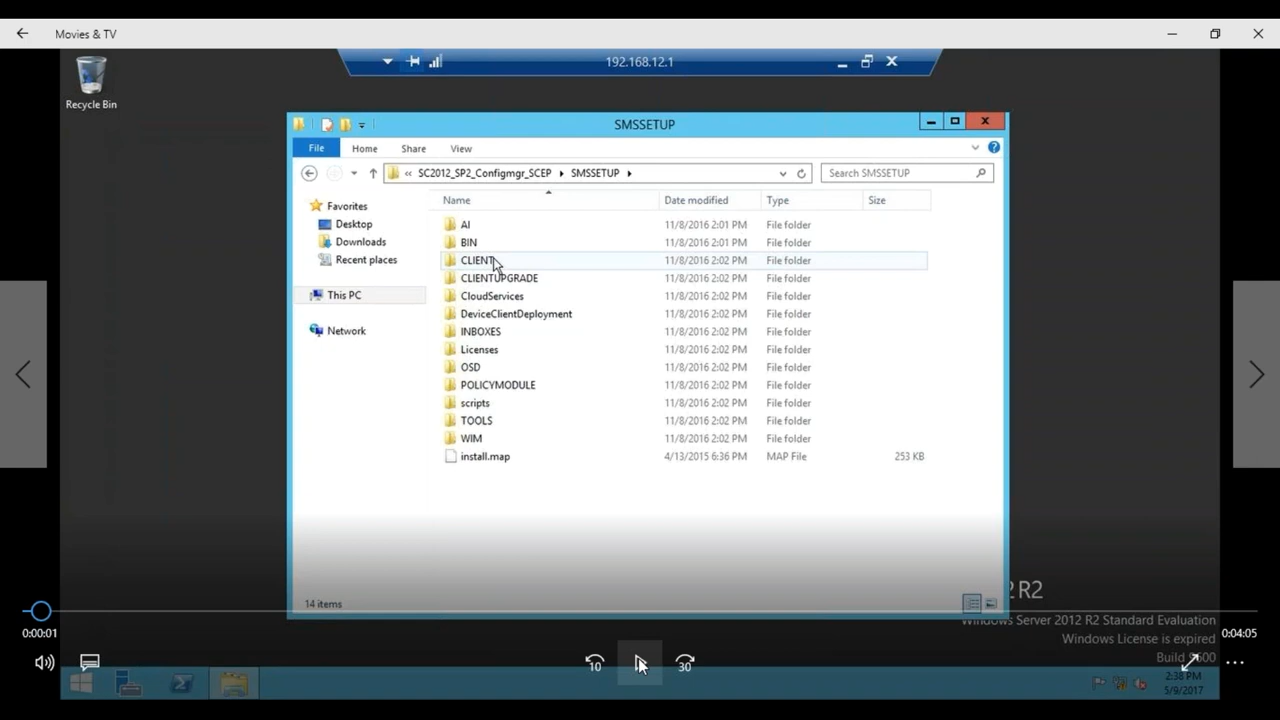 Movies & TV
192.168.12.1
Recycle Bin
SMSSETUP
File Home Share View
« SC2012_SP2_Configmgr_SCEP SMSSETUP
Search SMSSETUP
Name Date modified Type Size
Favorites
Desktop
Downloads
Recent places
This PC
Network
AI 11/8/2016 2:01 PM File folder
BIN 11/8/2016 2:01 PM File folder
CLIENT 11/8/2016 2:02 PM File folder
CLIENTUPGRADE 11/8/2016 2:02 PM File folder
CloudServices 11/8/2016 2:02 PM File folder
DeviceClientDeployment 11/8/2016 2:02 PM File folder
INBOXES 11/8/2016 2:02 PM File folder
Licenses 11/8/2016 2:02 PM File folder
OSD 11/8/2016 2:02 PM File folder
POLICYMODULE 11/8/2016 2:02 PM File folder
scripts 11/8/2016 2:02 PM File folder
TOOLS 11/8/2016 2:02 PM File folder
WIM 11/8/2016 2:02 PM File folder
install.map 4/13/2015 6:36 PM MAP File 253 KB
14 items
2 R2
Windows Server 2012 R2 Standard Evaluation
Windows License is expired
Build 9600
0:00:01
0:04:05
10
30
2:38 PM
5/9/2017